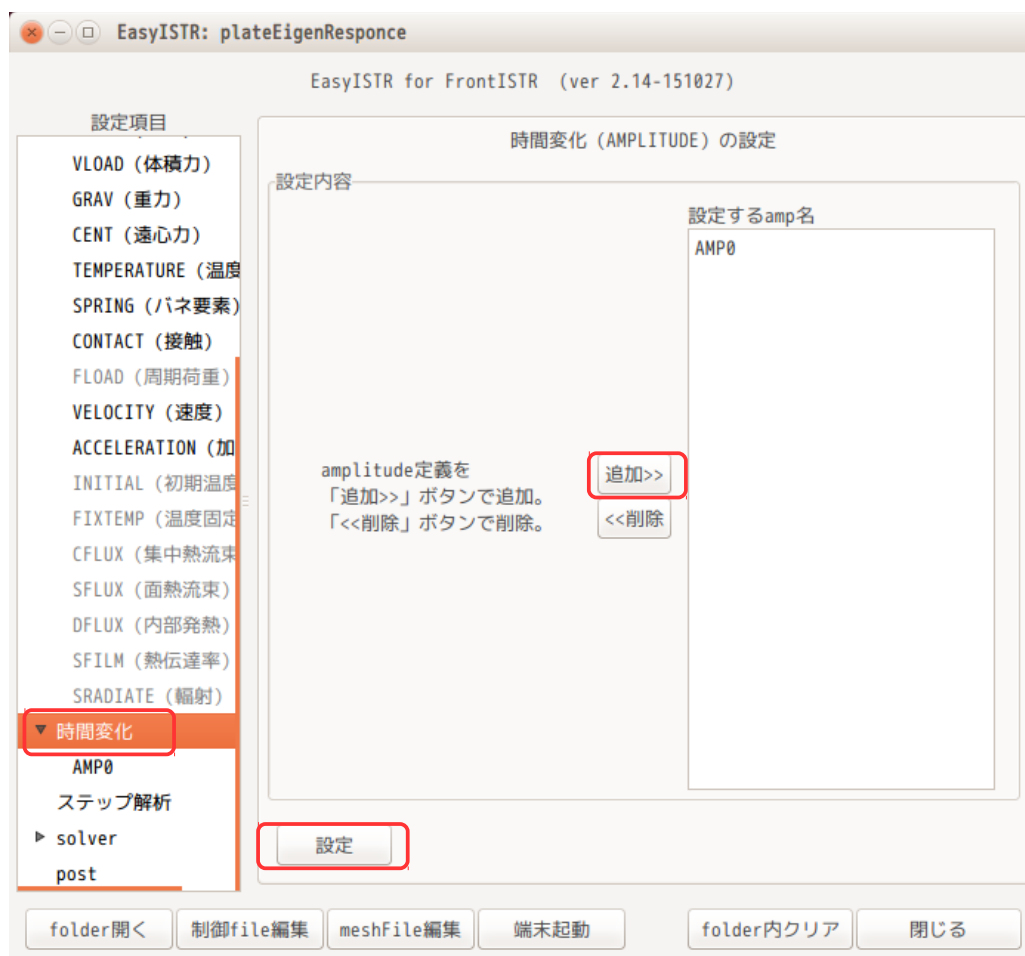 EasyISTR: plateEigenResponce
EasyISTR for FrontISTR (ver 2.14-151027)
設定項目
VLOAD (体積力)
GRAV (重力)
CENT (遠心力)
TEMPERATURE (温度
SPRING (バネ要素)
CONTACT (接触)
FLOAD (周期荷重)
VELOCITY (速度)
ACCELERATION (加
INITIAL (初期温度
FIXTEMP (温度固定
CFLUX (集中熱流束
SFLUX (面熱流束)
DFLUX (内部発熱)
SFILM (熱伝達率)
SRADIATE (輻射)
時間変化
AMP0
ステップ解析
solver
post
時間変化 (AMPLITUDE) の設定
設定内容
設定するamp名
AMP0
amplitude定義を
「追加>>」ボタンで追加。
「<<削除」ボタンで削除。
追加>>
<<削除
設定
folder開く 制御file編集 meshFile編集 端末起動 folder内クリア 閉じる